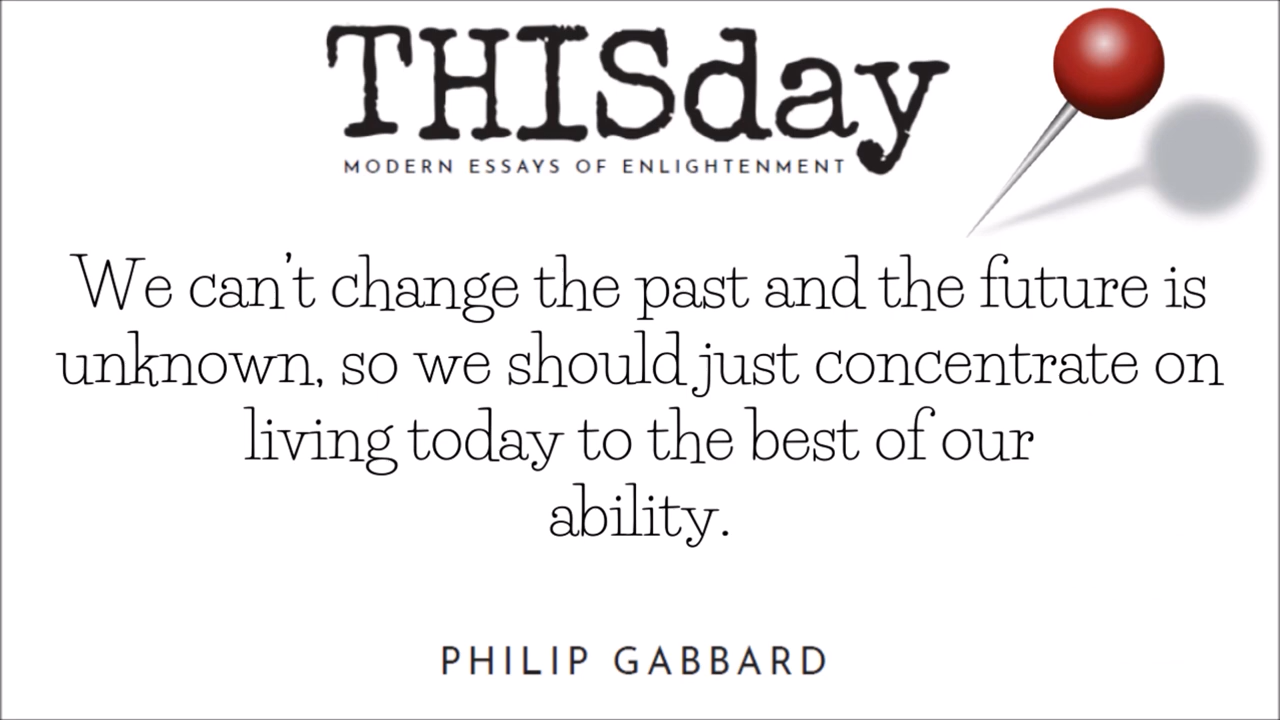 THISday
MODERN ESSAYS OF ENLIGHTENMENT
We can't change the past and the future is
unknown, so we should just concentrate on
living today to the best of our
ability.
PHILIP GABBARD